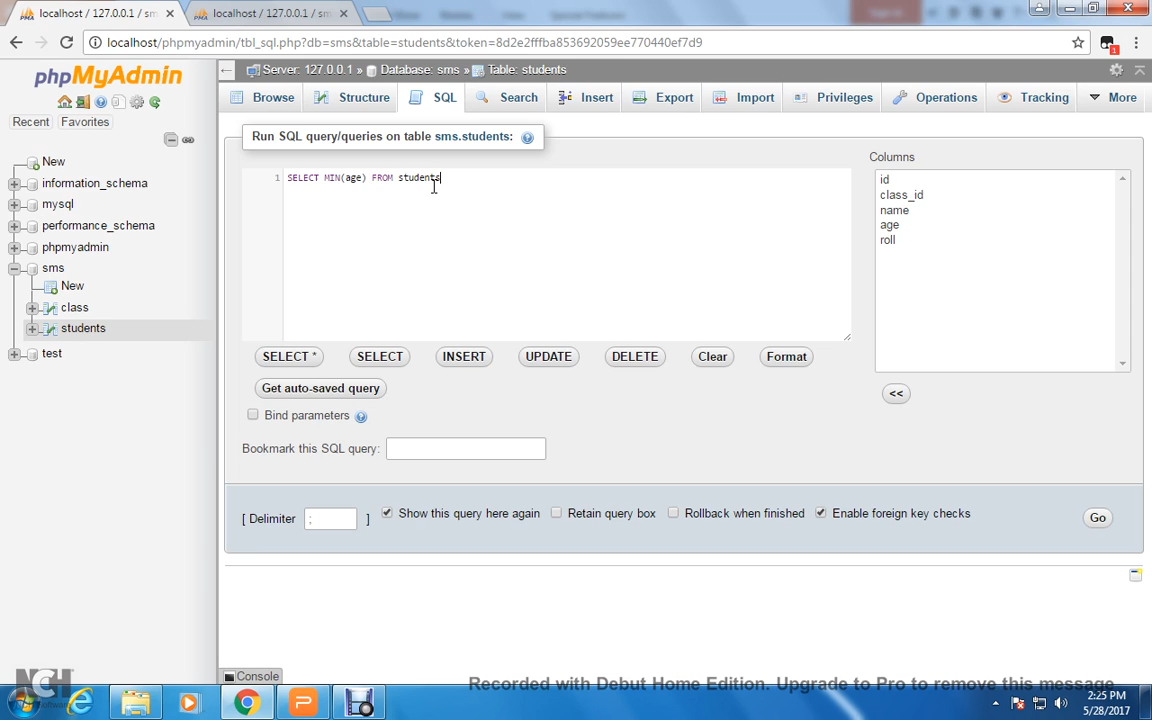 localhost / 127.0.0.1 / sm
localhost / 127.0.0.1 / sm
localhost/phpmyadmin/tbl_sql.php?db=sms&table=students&token=8d2e2fffba853692059ee770440ef7d9
1
phpMyAdmin
Recent
Favorites
New
information_schema
mysql
performance_schema
phpmyadmin
sms
New
class
students
test
Server: 127.0.0.1 » Database: sms » Table: students
Browse Structure SQL Search Insert Export Import Privileges Operations Tracking More
Run SQL query/queries on table sms.students:
1 SELECT MIN(age) FROM students
Columns
id
class_id
name
age
roll
SELECT * SELECT INSERT UPDATE DELETE Clear Format
<<
Get auto-saved query
Bind parameters
Bookmark this SQL query:
[ Delimiter ; ] Show this query here again Retain query box Rollback when finished Enable foreign key checks Go
Console
NCH
Recorded with Debut Home Edition. Upgrade to Pro to remove this message
2:25 PM
5/28/2017